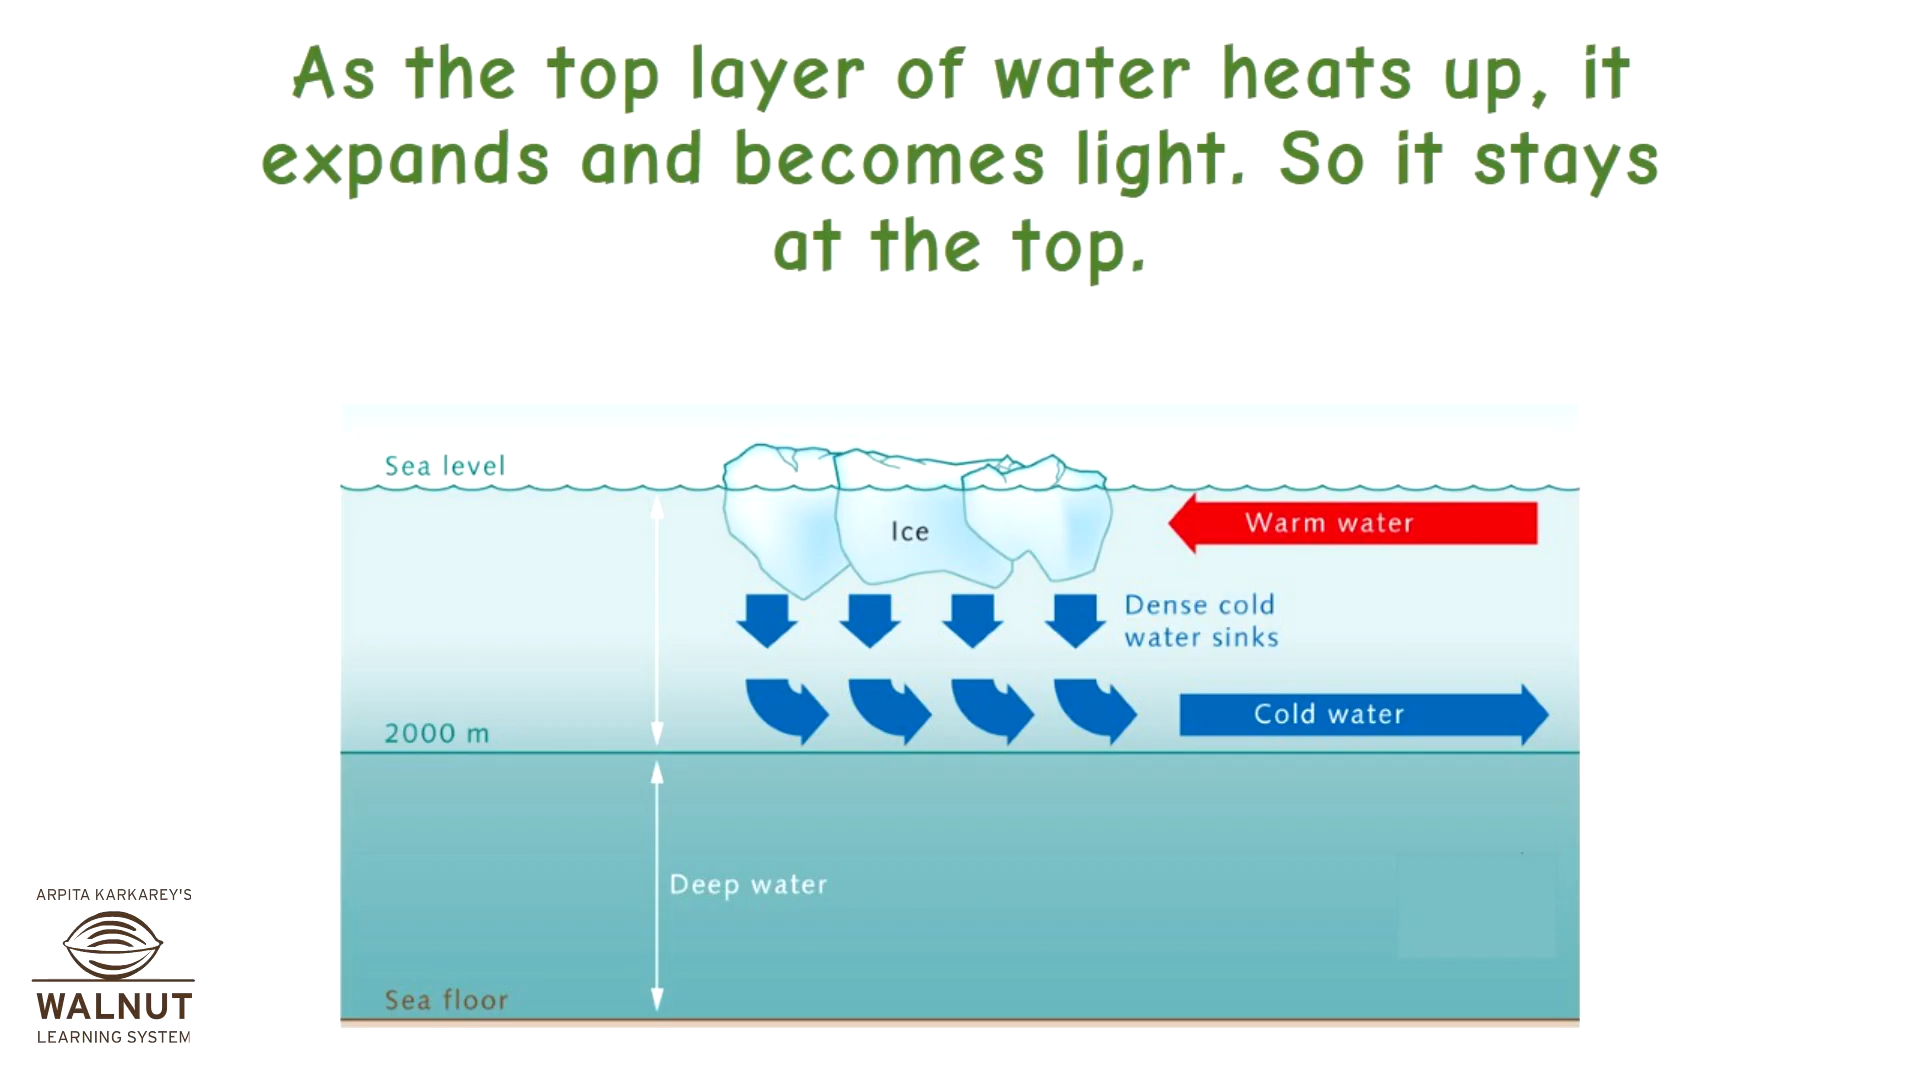 As the top layer of water heats up, it
expands and becomes light. So it stays
at the top.
Sea level
Ice
Warm water
Dense cold
water sinks
2000 m
Cold water
Deep water
Sea floor
ARPITA KARKAREY'S
WALNUT
LEARNING SYSTEM